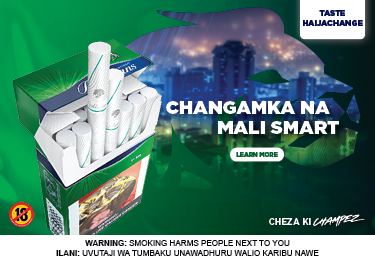 TASTE
HAIJACHANGE
CHANGAMKA NA
MALI SMART
LEARN MORE
18
CHEZA KI CHAMPEZ
WARNING: SMOKING HARMS PEOPLE NEXT TO YOU
ILANI: UVUTAJI WA TUMBAKU UNAWADHURU WALIO KARIBU NAWE